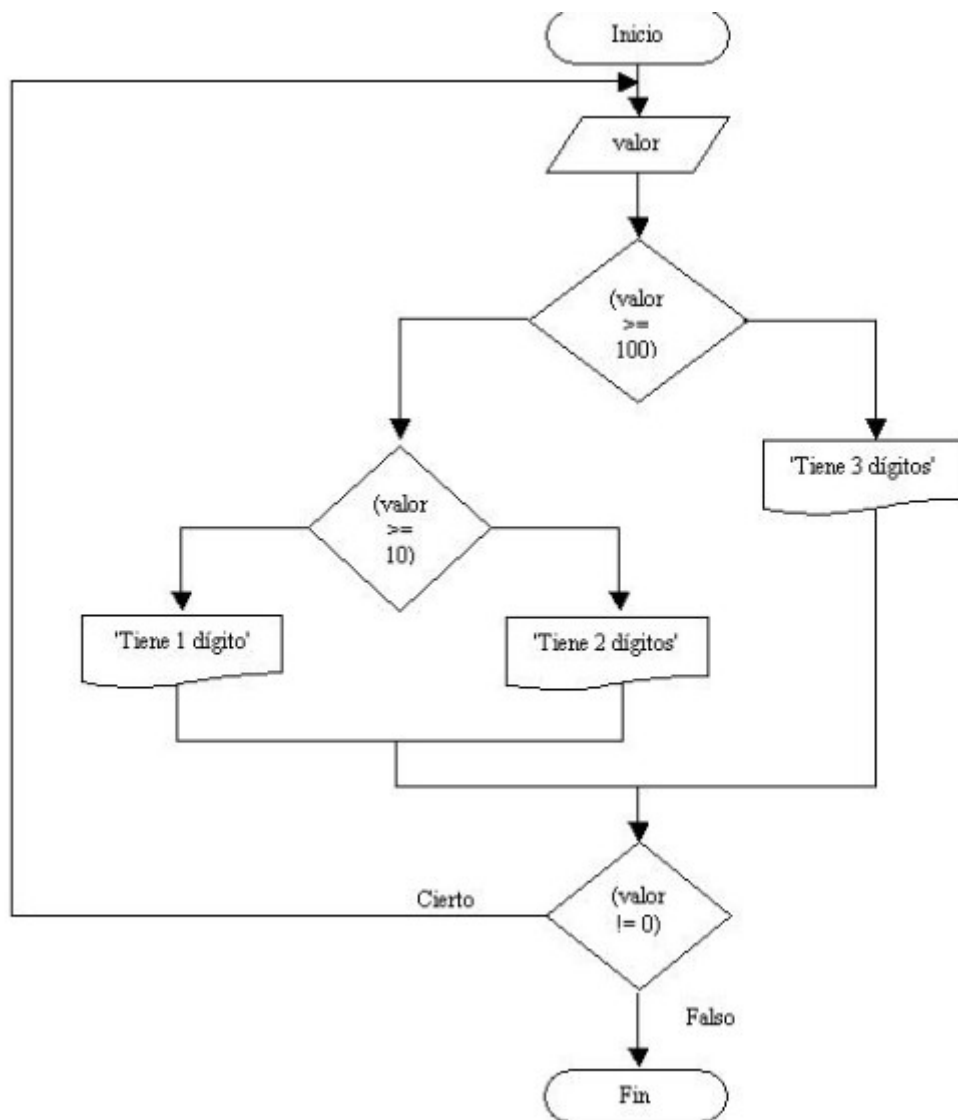 Inicio
valor
(valor
>=
100)
'Tiene 3 dígitos'
(valor
>=
10)
'Tiene 1 dígito'
'Tiene 2 dígitos'
Cierto
(valor
!= 0)
Falso
Fin